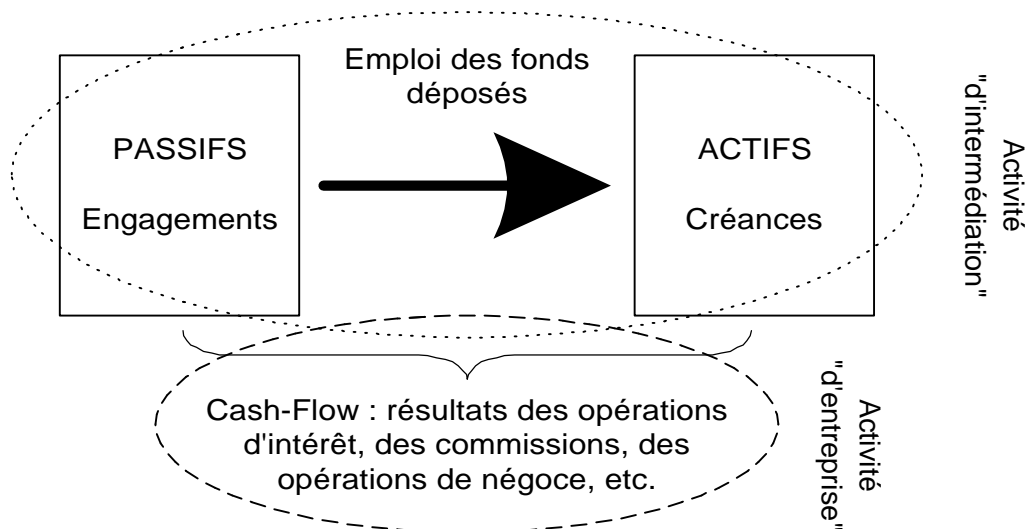 Emploi des fonds
déposés
PASSIFS
Engagements
ACTIFS
Créances
Activité
"d'intermédiation"
Cash-Flow : résultats des opérations
d'intérêt, des commissions, des
opérations de négoce, etc.
Activité
"d'entreprise"